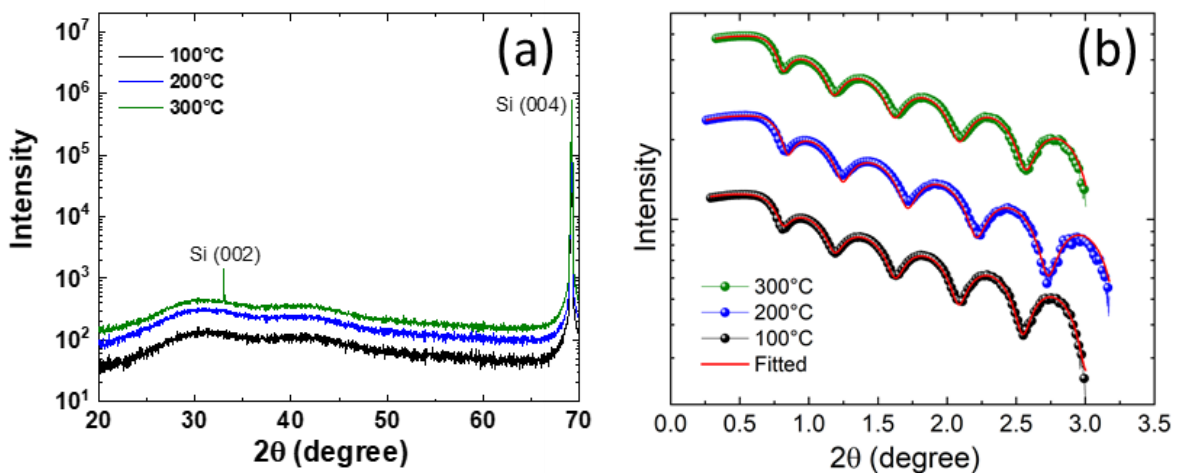 (a)
10⁷
10⁶
10⁵
10⁴
10³
10²
10¹
Intensity
100°C
200°C
300°C
Si (002)
Si (004)
20 30 40 50 60 70
2θ (degree)
(b)
Intensity
300°C
200°C
100°C
Fitted
0.0 0.5 1.0 1.5 2.0 2.5 3.0 3.5
2θ (degree)